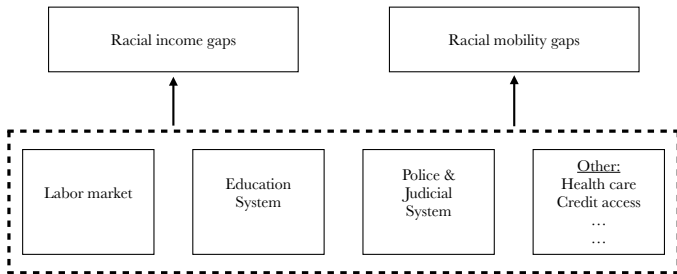 Racial income gaps
Racial mobility gaps
Labor market
Education
System
Police &
Judicial
System
Other:
Health care
Credit access
…
…